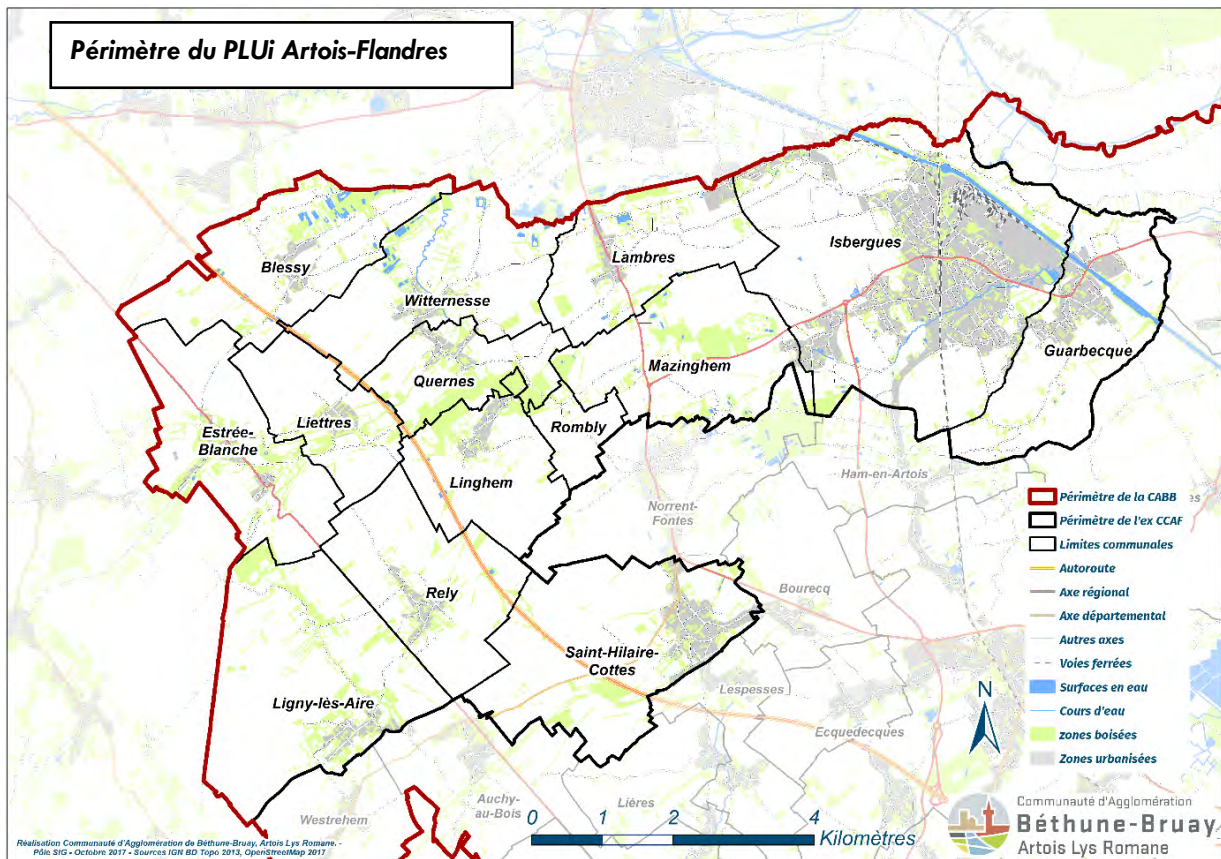 Périmètre du PLUi Artois-Flandres
Isbergues
Blessy
Lambres
Witternesse
Guarbecque
Mazinghem
Quernes
Liettres
Estrée-
Blanche
Rombly
Linghem
Ham-en-Artois
Norrent-
Fontes
Rely
Bourecq
Saint-Hilaire-
Cottes
Lespesses
Ligny-lès-Aire
Ecquedecques
Auchy-
au-Bois
Lières
Westrehem
Périmètre de la CABB
Périmètre de l'ex CCAF
Limites communales
Autoroute
Axe régional
Axe départemental
Autres axes
Voies ferrées
Surfaces en eau
Cours d'eau
zones boisées
Zones urbanisées
N
0 1 2 4
Kilomètres
Communauté d'Agglomération
Béthune-Bruay
Artois Lys Romane
Réalisation Communauté d'Agglomération de Béthune-Bruay, Artois Lys Romane.
Pôle SIG - Octobre 2017 - Sources IGN BD Topo 2013, OpenStreetMap 2017